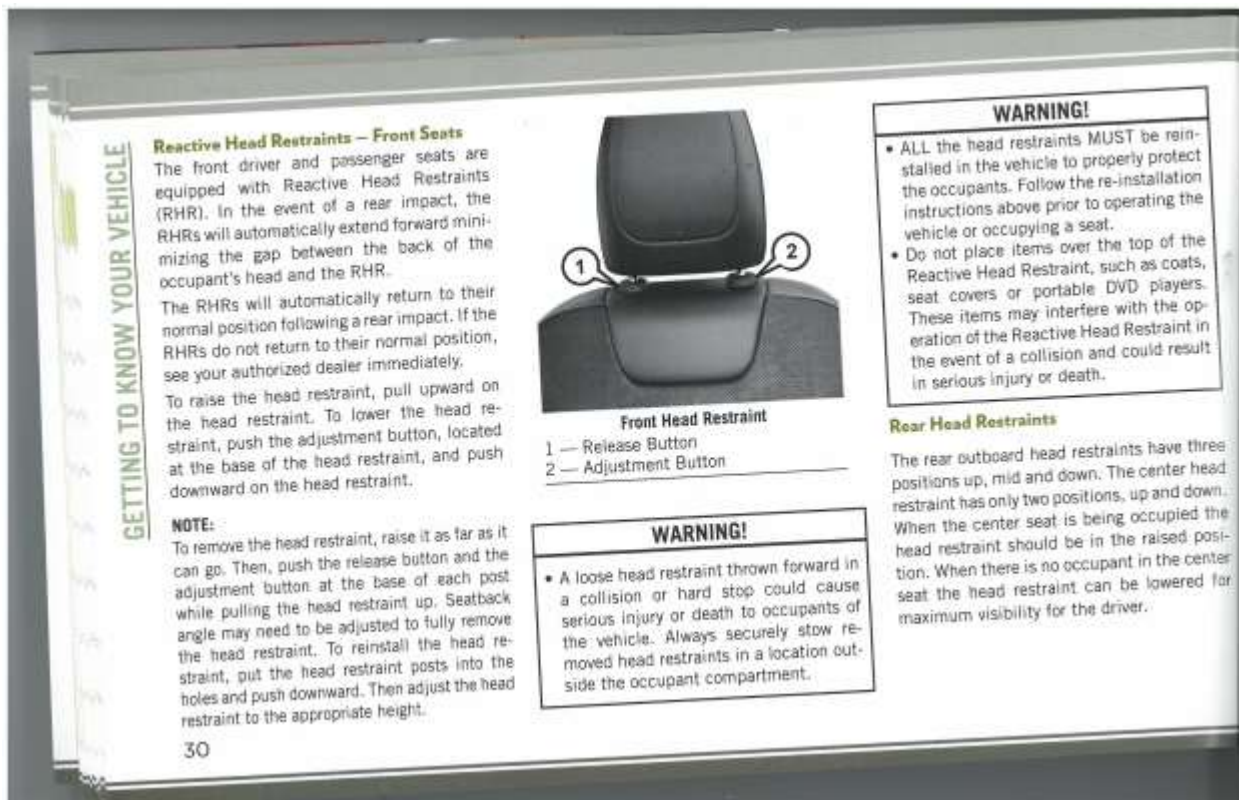 GETTING TO KNOW YOUR VEHICLE
Reactive Head Restraints – Front Seats
The front driver and passenger seats are
equipped with Reactive Head Restraints
(RHR). In the event of a rear impact, the
RHRs will automatically extend forward mini-
mizing the gap between the back of the
occupant's head and the RHR.
The RHRs will automatically return to their
normal position following a rear impact. If the
RHRs do not return to their normal position,
see your authorized dealer immediately.
To raise the head restraint, pull upward on
the head restraint. To lower the head re-
straint, push the adjustment button, located
at the base of the head restraint, and push
downward on the head restraint.
NOTE:
To remove the head restraint, raise it as far as it
can go. Then, push the release button and the
adjustment button at the base of each post
while pulling the head restraint up. Seatback
angle may need to be adjusted to fully remove
the head restraint. To reinstall the head re-
straint, put the head restraint posts into the
holes and push downward. Then adjust the head
restraint to the appropriate height.
30
1
2
Front Head Restraint
1 — Release Button
2 — Adjustment Button
WARNING!
• A loose head restraint thrown forward in
a collision or hard stop could cause
serious injury or death to occupants of
the vehicle. Always securely stow re-
moved head restraints in a location out-
side the occupant compartment.
WARNING!
• ALL the head restraints MUST be rein-
stalled in the vehicle to properly protect
the occupants. Follow the re-installation
instructions above prior to operating the
vehicle or occupying a seat.
• Do not place items over the top of the
Reactive Head Restraint, such as coats,
seat covers or portable DVD players.
These items may interfere with the op-
eration of the Reactive Head Restraint in
the event of a collision and could result
in serious injury or death.
Rear Head Restraints
The rear outboard head restraints have three
positions up, mid and down. The center head
restraint has only two positions, up and down.
When the center seat is being occupied the
head restraint should be in the raised posi-
tion. When there is no occupant in the center
seat the head restraint can be lowered for
maximum visibility for the driver.